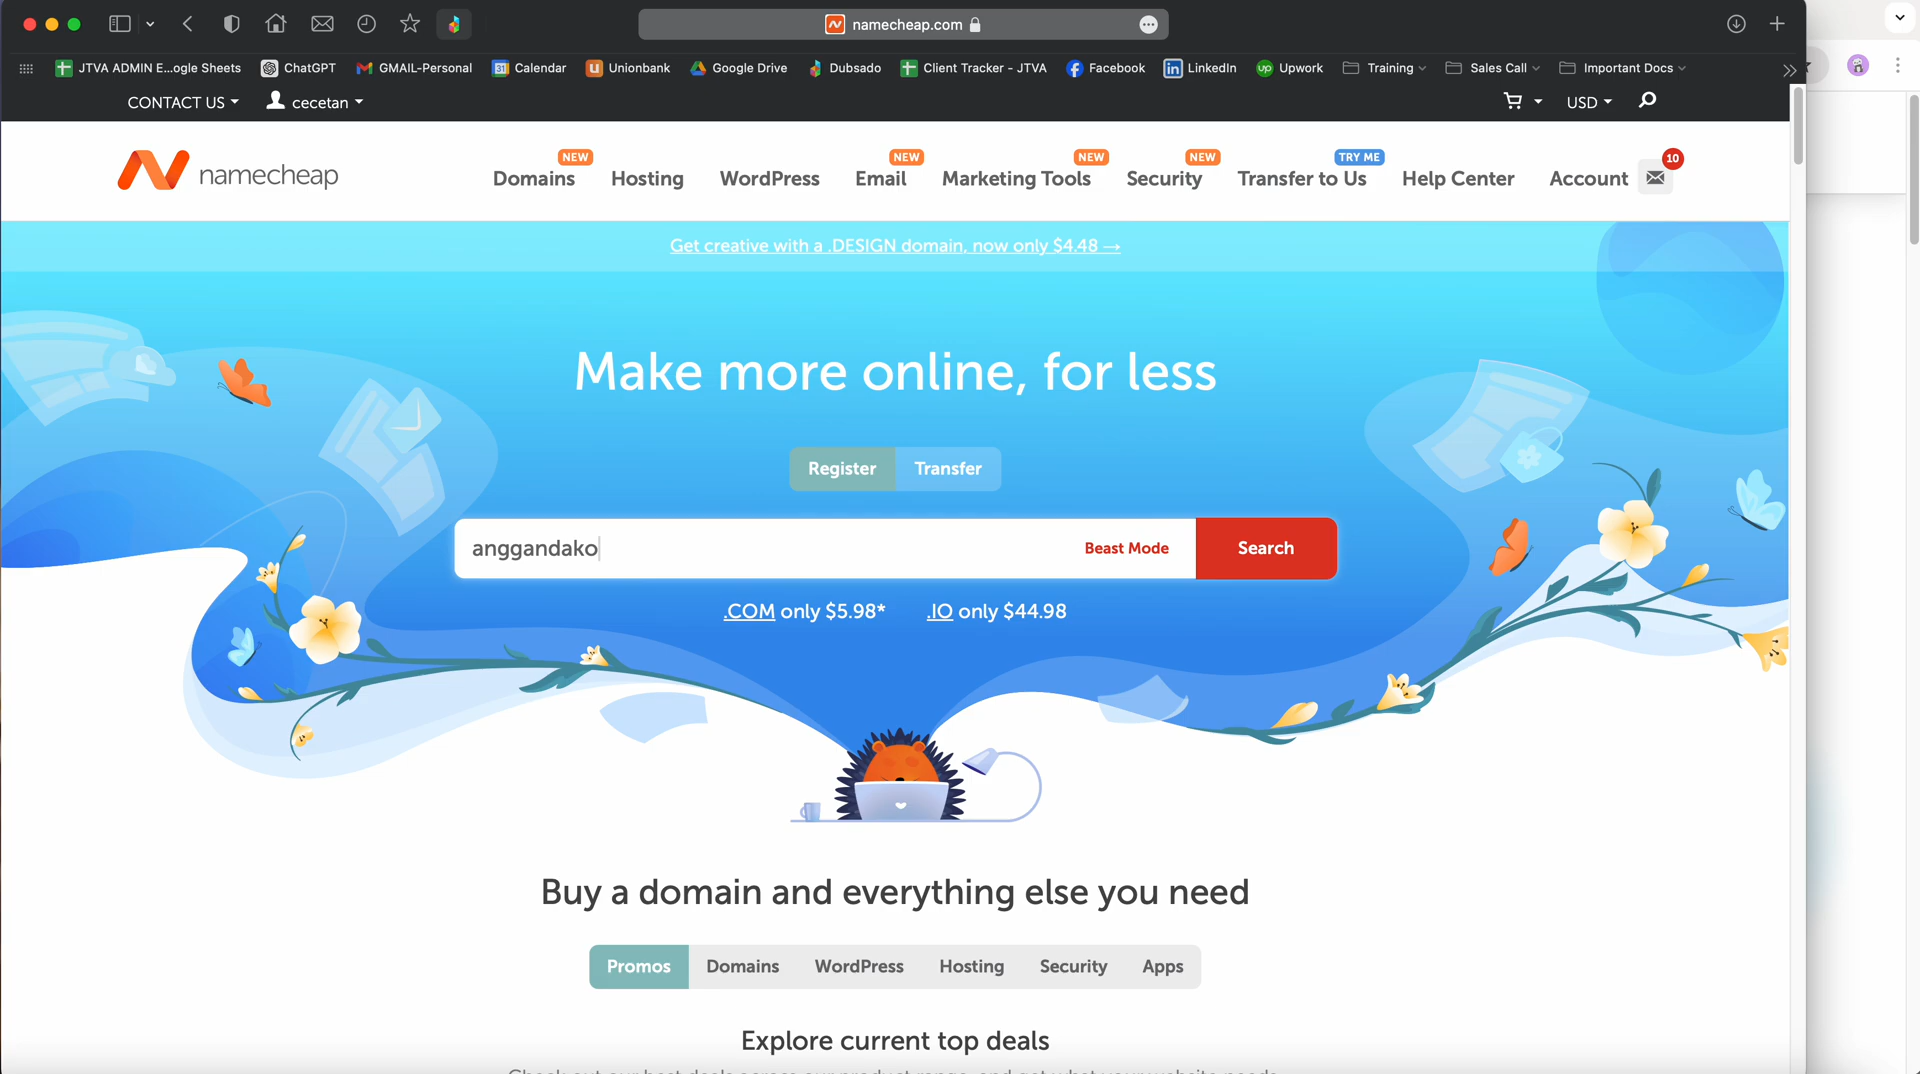 namecheap.com
JTVA ADMIN E...ogle Sheets
ChatGPT
GMAIL-Personal
Calendar
Unionbank
Google Drive
Dubsado
Client Tracker - JTVA
Facebook
LinkedIn
Upwork
Training
Sales Call
Important Docs
CONTACT US
cecetan
USD
namecheap
NEW
NEW
NEW
NEW
TRY ME
10
Domains
Hosting
WordPress
Email
Marketing Tools
Security
Transfer to Us
Help Center
Account
Get creative with a .DESIGN domain, now only $4.48 →
Make more online, for less
Register
Transfer
anggandako
Beast Mode
Search
.COM only $5.98*
.IO only $44.98
Buy a domain and everything else you need
Promos
Domains
WordPress
Hosting
Security
Apps
Explore current top deals